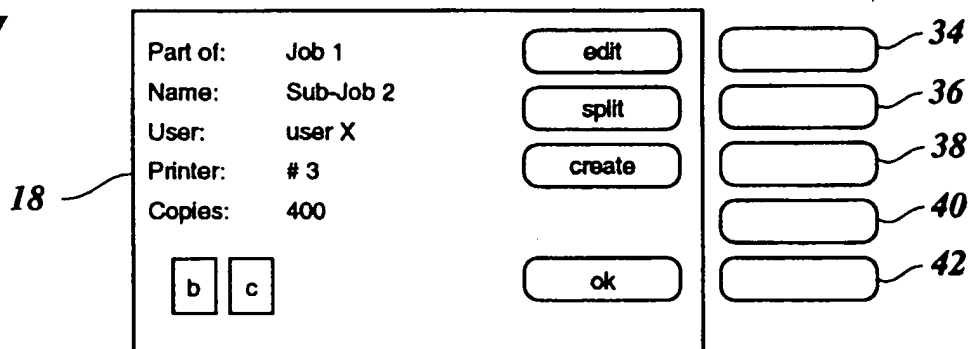 Part of: Job 1 edit 34
Name: Sub-Job 2 split 36
User: user X
Printer: # 3 create 38
18
Copies: 400 40
b c ok 42